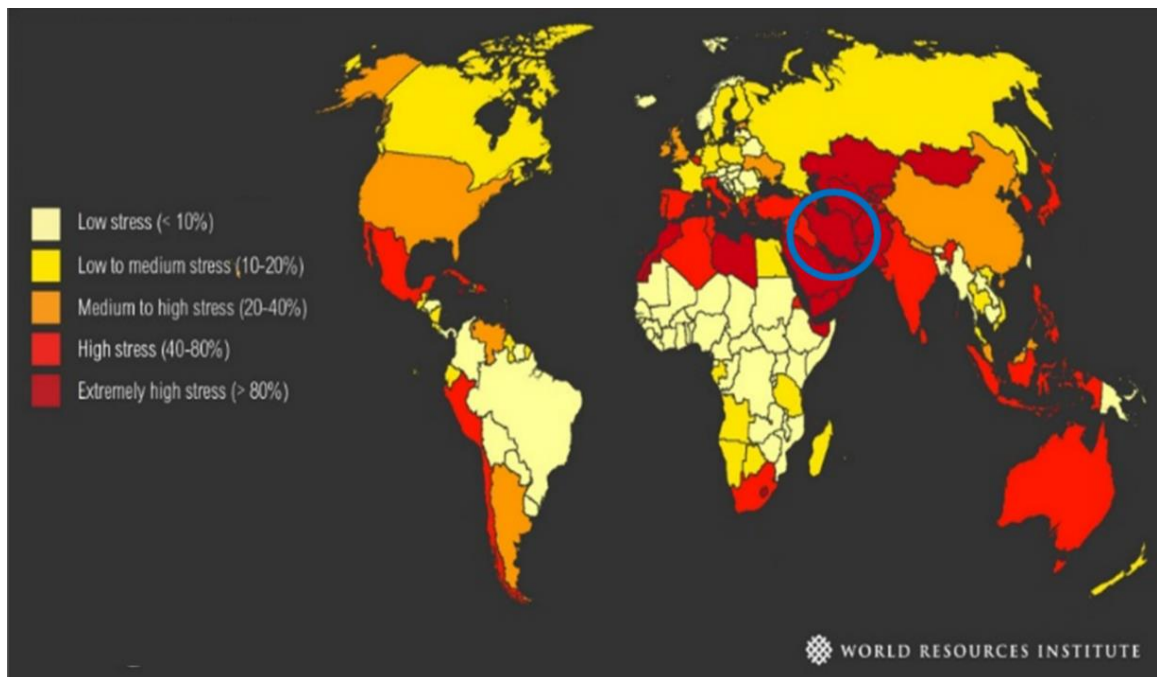 Low stress (< 10%)
Low to medium stress (10-20%)
Medium to high stress (20-40%)
High stress (40-80%)
Extremely high stress (> 80%)
WORLD RESOURCES INSTITUTE